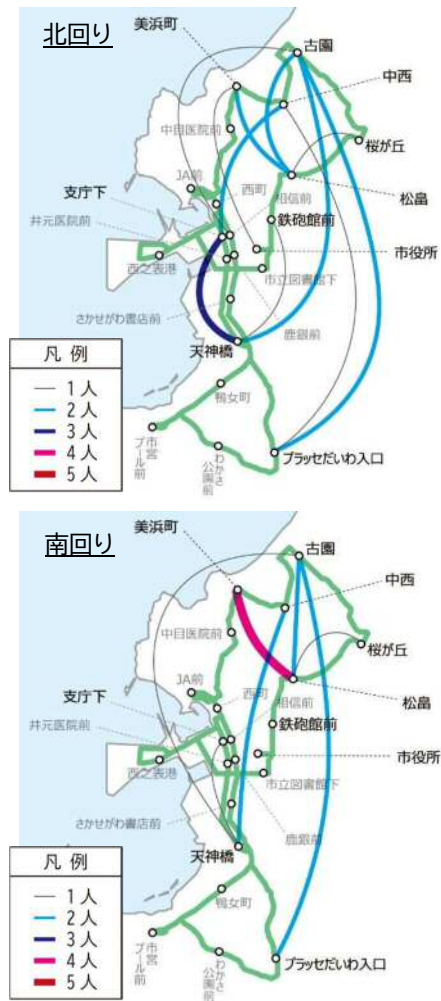 北回り
美浜町
古園
中西
中目医院前
桜が丘
JA前
西町
相信前
支庁下
松畠
井元医院前
鉄砲館前
市役所
西之表港
市立図書館下
さかせがわ書店前
鹿銀前
天神橋
凡 例
1人
2人
3人
4人
5人
鴨女町
市営プール前
わかさ公園前
プラッセだいわ入口
南回り
美浜町
古園
中西
中目医院前
桜が丘
JA前
西町
相信前
支庁下
松畠
井元医院前
鉄砲館前
市役所
西之表港
市立図書館下
さかせがわ書店前
鹿銀前
天神橋
凡 例
1人
2人
3人
4人
5人
鴨女町
市営プール前
わかさ公園前
プラッセだいわ入口